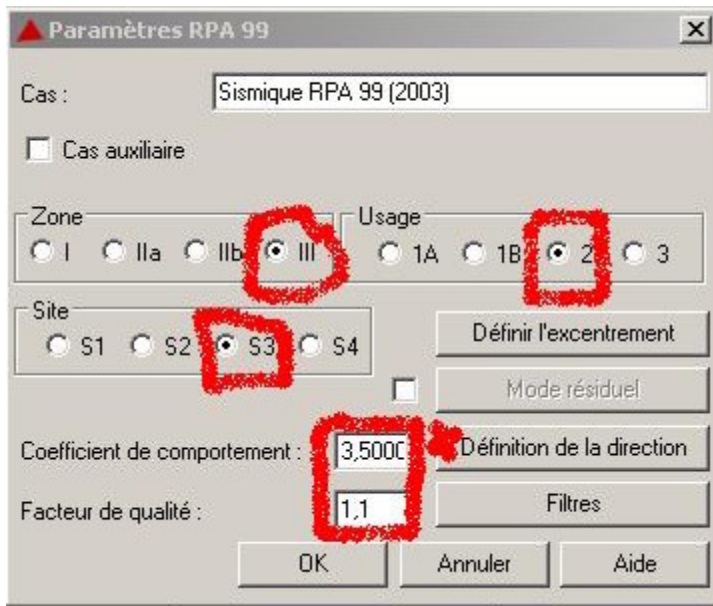 Paramètres RPA 99
Cas : Sismique RPA 99 (2003)
Cas auxiliaire
Zone Usage
I IIa IIb III 1A 1B 2 3
Site
S1 S2 S3 S4 Définir l'excentrement
Mode résiduel
Coefficient de comportement : 3,5000 Définition de la direction
Facteur de qualité : 1,1 Filtres
OK Annuler Aide